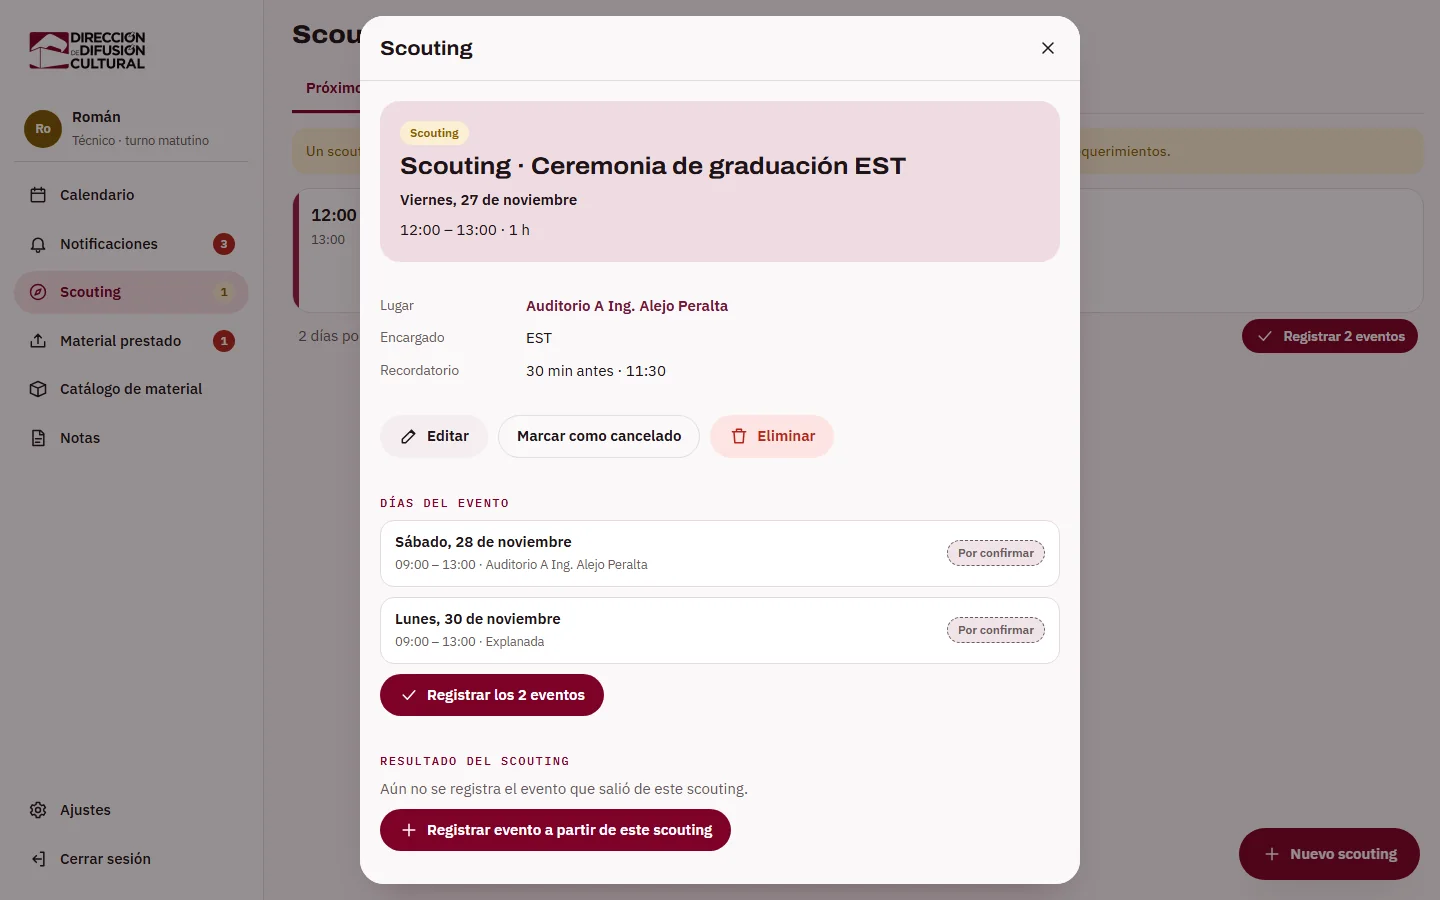 DIRECCIÓN
DE DIFUSIÓN
CULTURAL
Ro
Román
Técnico · turno matutino
Calendario
Notificaciones
3
Scouting
1
Material prestado
1
Catálogo de material
Notas
Ajustes
Cerrar sesión
Scou
Próximo
Un scout
querimientos.
12:00
13:00
2 días po
Registrar 2 eventos
Nuevo scouting
Scouting
Scouting
Scouting · Ceremonia de graduación EST
Viernes, 27 de noviembre
12:00 – 13:00 · 1 h
Lugar
Auditorio A Ing. Alejo Peralta
Encargado
EST
Recordatorio
30 min antes · 11:30
Editar
Marcar como cancelado
Eliminar
DÍAS DEL EVENTO
Sábado, 28 de noviembre
09:00 – 13:00 · Auditorio A Ing. Alejo Peralta
Por confirmar
Lunes, 30 de noviembre
09:00 – 13:00 · Explanada
Por confirmar
Registrar los 2 eventos
RESULTADO DEL SCOUTING
Aún no se registra el evento que salió de este scouting.
Registrar evento a partir de este scouting